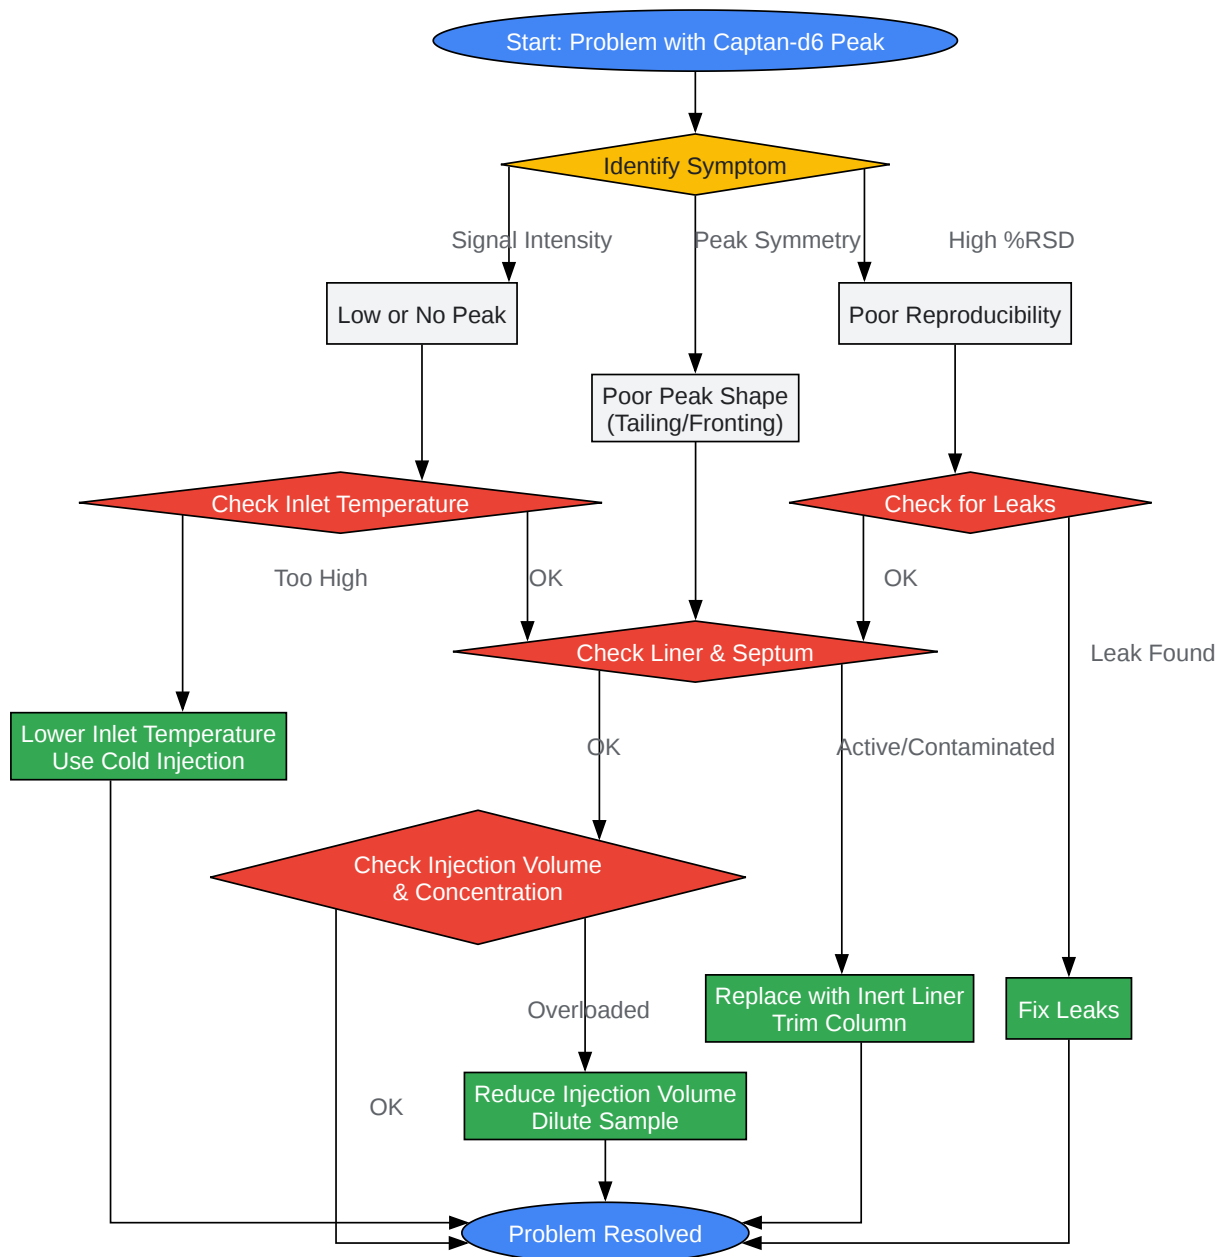 Start: Problem with Captan-d6 Peak
Identify Symptom
Signal Intensity
Peak Symmetry
High %RSD
Low or No Peak
Poor Reproducibility
Poor Peak Shape
(Tailing/Fronting)
Check Inlet Temperature
Check for Leaks
Too High
OK
OK
Check Liner & Septum
Leak Found
Lower Inlet Temperature
Use Cold Injection
OK
Active/Contaminated
Check Injection Volume
& Concentration
Overloaded
Replace with Inert Liner
Trim Column
Fix Leaks
OK
Reduce Injection Volume
Dilute Sample
Problem Resolved